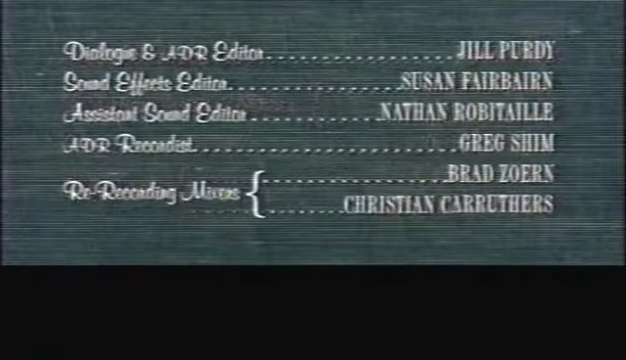 Dialogue & ADR Editor.......................JILL PURDY
Sound Effects Editor.......................SUSAN FAIRBAIRN
Assistant Sound Editor.................NATHAN ROBITAILLE
ADR Recordist.................................GREG SHIM
Re-Recording Mixers { .......................BRAD ZOERN
...........CHRISTIAN CARRUTHERS